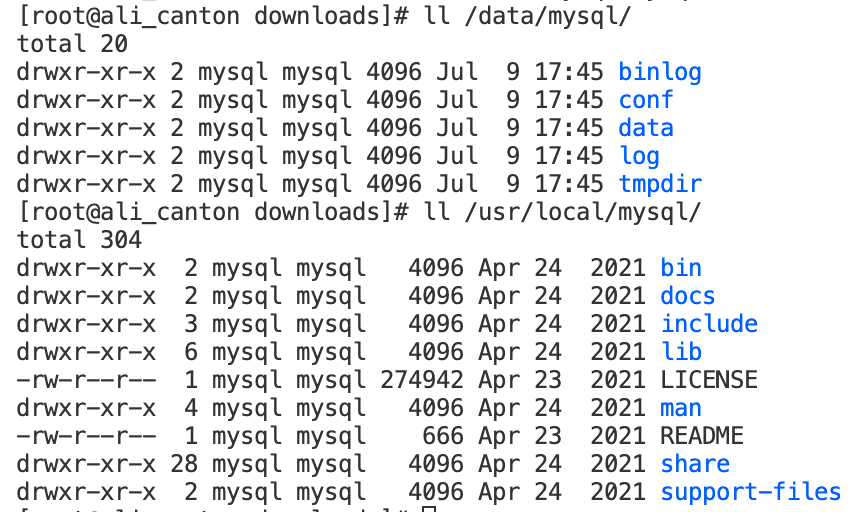 [root@ali_canton downloads]# ll /data/mysql/
total 20
drwxr-xr-x 2 mysql mysql 4096 Jul  9 17:45 binlog
drwxr-xr-x 2 mysql mysql 4096 Jul  9 17:45 conf
drwxr-xr-x 2 mysql mysql 4096 Jul  9 17:45 data
drwxr-xr-x 2 mysql mysql 4096 Jul  9 17:45 log
drwxr-xr-x 2 mysql mysql 4096 Jul  9 17:45 tmpdir
[root@ali_canton downloads]# ll /usr/local/mysql/
total 304
drwxr-xr-x  2 mysql mysql   4096 Apr 24  2021 bin
drwxr-xr-x  2 mysql mysql   4096 Apr 24  2021 docs
drwxr-xr-x  3 mysql mysql   4096 Apr 24  2021 include
drwxr-xr-x  6 mysql mysql   4096 Apr 24  2021 lib
-rw-r--r--  1 mysql mysql 274942 Apr 23  2021 LICENSE
drwxr-xr-x  4 mysql mysql   4096 Apr 24  2021 man
-rw-r--r--  1 mysql mysql    666 Apr 23  2021 README
drwxr-xr-x 28 mysql mysql   4096 Apr 24  2021 share
drwxr-xr-x  2 mysql mysql   4096 Apr 24  2021 support-files